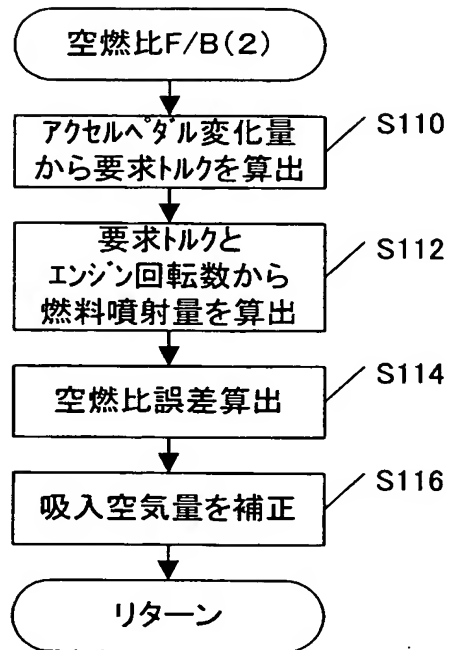 空燃比F/B(2)
アクセルペダル変化量
から要求トルクを算出
S110
要求トルクと
エンジン回転数から
燃料噴射量を算出
S112
空燃比誤差算出
S114
吸入空気量を補正
S116
リターン